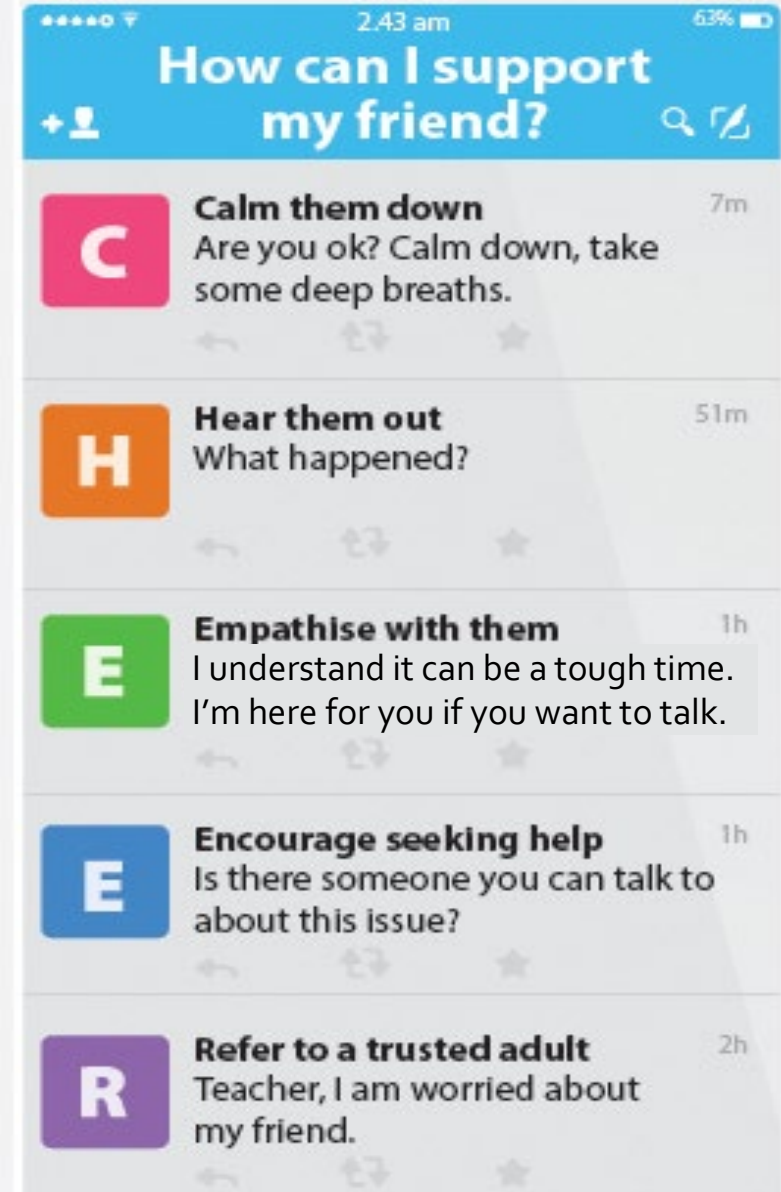 2.43 am
63%
How can I support
my friend?
C
Calm them down
7m
Are you ok? Calm down, take
some deep breaths.
H
Hear them out
51m
What happened?
E
Empathise with them
1h
I understand it can be a tough time.
I'm here for you if you want to talk.
E
Encourage seeking help
1h
Is there someone you can talk to
about this issue?
R
Refer to a trusted adult
2h
Teacher, I am worried about
my friend.